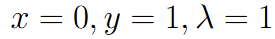 x = 0, y = 1, λ = 1